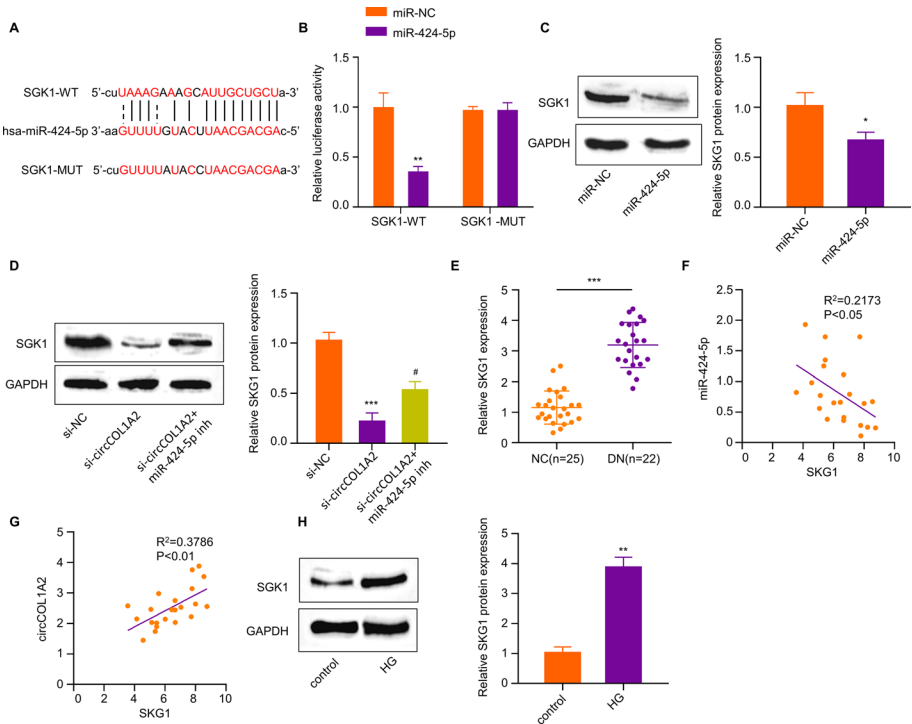 miR-NC
miR-424-5p
A
SGK1-WT 5'-cuUAAAGAAAGCAUUGCUGCUa-3'
hsa-miR-424-5p 3'-aaGUUUUGUACUUAACGACGAc-5'
SGK1-MUT 5'-cuGUUUUAUACCUAACGACGAa-3'
B
Relative luciferase activity
1.5
1.0
0.5
0.0
**
SGK1-WT SGK1 -MUT
C
SGK1
GAPDH
miR-NC miR-424-5p
Relative SKG1 protein expression
1.5
1.0
0.5
0.0
*
miR-NC miR-424-5p
D
SGK1
GAPDH
si-NC
si-circCOL1A2
si-circCOL1A2+
miR-424-5p inh
Relative SKG1 protein expression
1.5
1.0
0.5
0.0
***
#
si-NC
si-circCOL1A2
si-circCOL1A2+
miR-424-5p inh
E
Relative SKG1 expression
5
4
3
2
1
0
***
NC(n=25) DN(n=22)
F
miR-424-5p
2.5
2.0
1.5
1.0
0.5
0.0
R²=0.2173
P<0.05
0 2 4 6 8 10
SKG1
G
circCOL1A2
5
4
3
2
1
0
R²=0.3786
P<0.01
0 2 4 6 8 10
SKG1
H
SGK1
GAPDH
control HG
Relative SKG1 protein expression
5
4
3
2
1
0
**
control HG